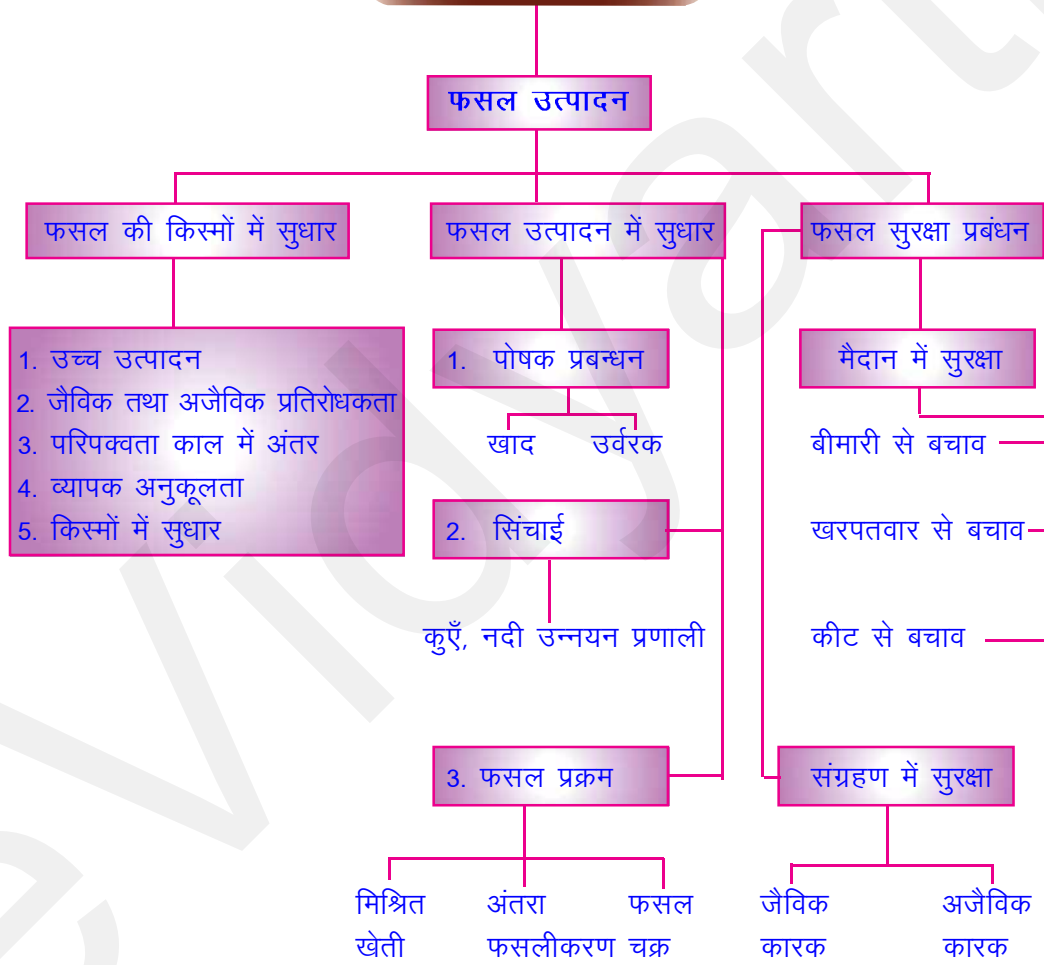 फसल उत्पादन
फसल की किस्मों में सुधार
फसल उत्पादन में सुधार
फसल सुरक्षा प्रबंधन
1. उच्च उत्पादन
2. जैविक तथा अजैविक प्रतिरोधकता
3. परिपक्वता काल में अंतर
4. व्यापक अनुकूलता
5. किस्मों में सुधार
1. पोषक प्रबन्धन
खाद
उर्वरक
2. सिंचाई
कुएँ, नदी उन्नयन प्रणाली
3. फसल प्रक्रम
मिश्रित
खेती
अंतरा
फसलीकरण
फसल
चक्र
मैदान में सुरक्षा
बीमारी से बचाव
खरपतवार से बचाव
कीट से बचाव
संग्रहण में सुरक्षा
जैविक
कारक
अजैविक
कारक
eVidyart